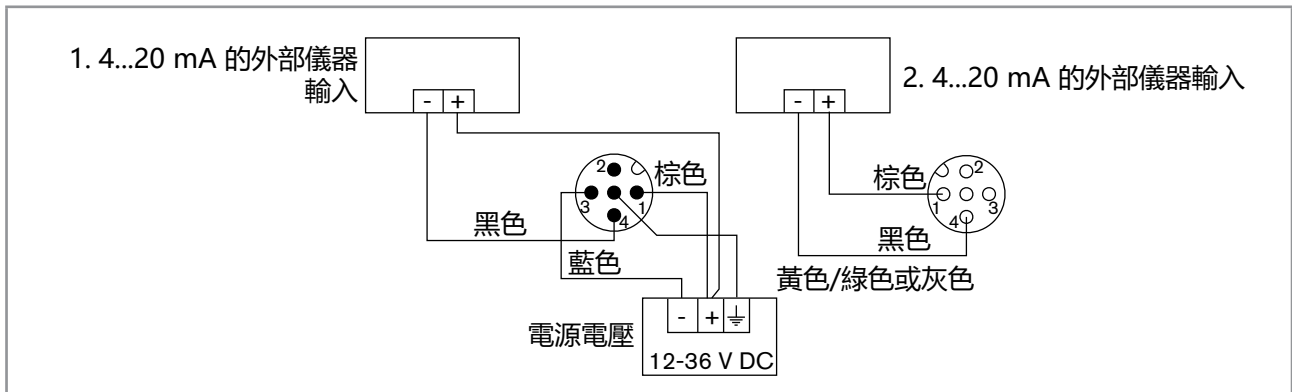 1. 4...20 mA 的外部儀器
輸入
- +
2. 4...20 mA 的外部儀器輸入
- +
2
3
1
4
棕色
黑色
藍色
棕色
2
1
3
4
黑色
黃色/綠色或灰色
電源電壓
- +
12-36 V DC